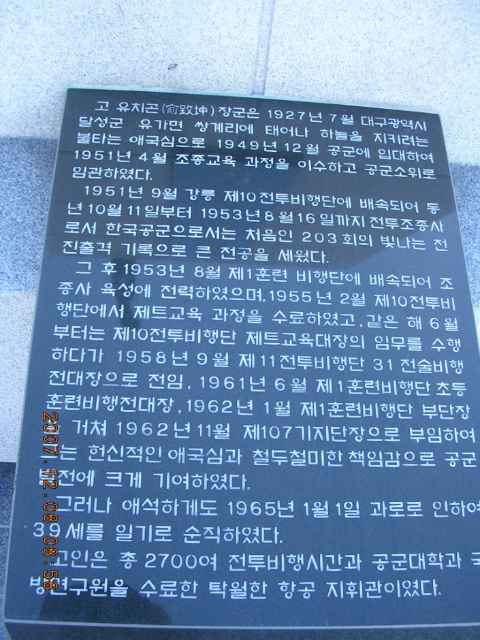 고 유치곤(兪致坤)장군은 1927년 7월 대구광역시
달성군 유가면 쌍계리에 태어나 하늘을 지키려는
불타는 애국심으로 1949년 12월 공군에 입대하여
1951년 4월 조종교육 과정을 이수하고 공군소위로
임관하였다.
1951년 9월 강릉 제10전투비행단에 배속되어 동
년 10월 11일부터 1953년 8월 16일까지 전투조종사
로서 한국공군으로서는 처음인 203회의 빛나는 전
진출격 기록으로 큰 전공을 세웠다.
그 후 1953년 8월 제1훈련 비행단에 배속되어 조
종사 육성에 전력하였으며, 1955년 2월 제10전투비
행단에서 제트교육 과정을 수료하였고, 같은 해 6월
부터는 제10전투비행단 제트교육대장의 임무를 수행
하다가 1958년 9월 제11전투비행단 31전술비행
전대장으로 전임, 1961년 6월 제1훈련비행단 초등
훈련비행전대장, 1962년 1월 제1훈련비행단 부단장
거쳐 1962년 11월 제107기지단장으로 부임하여
는 헌신적인 애국심과 철두철미한 책임감으로 공군
발전에 크게 기여하였다.
그러나 애석하게도 1965년 1월 1일 과로로 인하여
39세를 일기로 순직하였다.
고인은 총 2700여 전투비행시간과 공군대학과 국
방연구원을 수료한 탁월한 항공 지휘관이였다.
2007.12.09 08:58